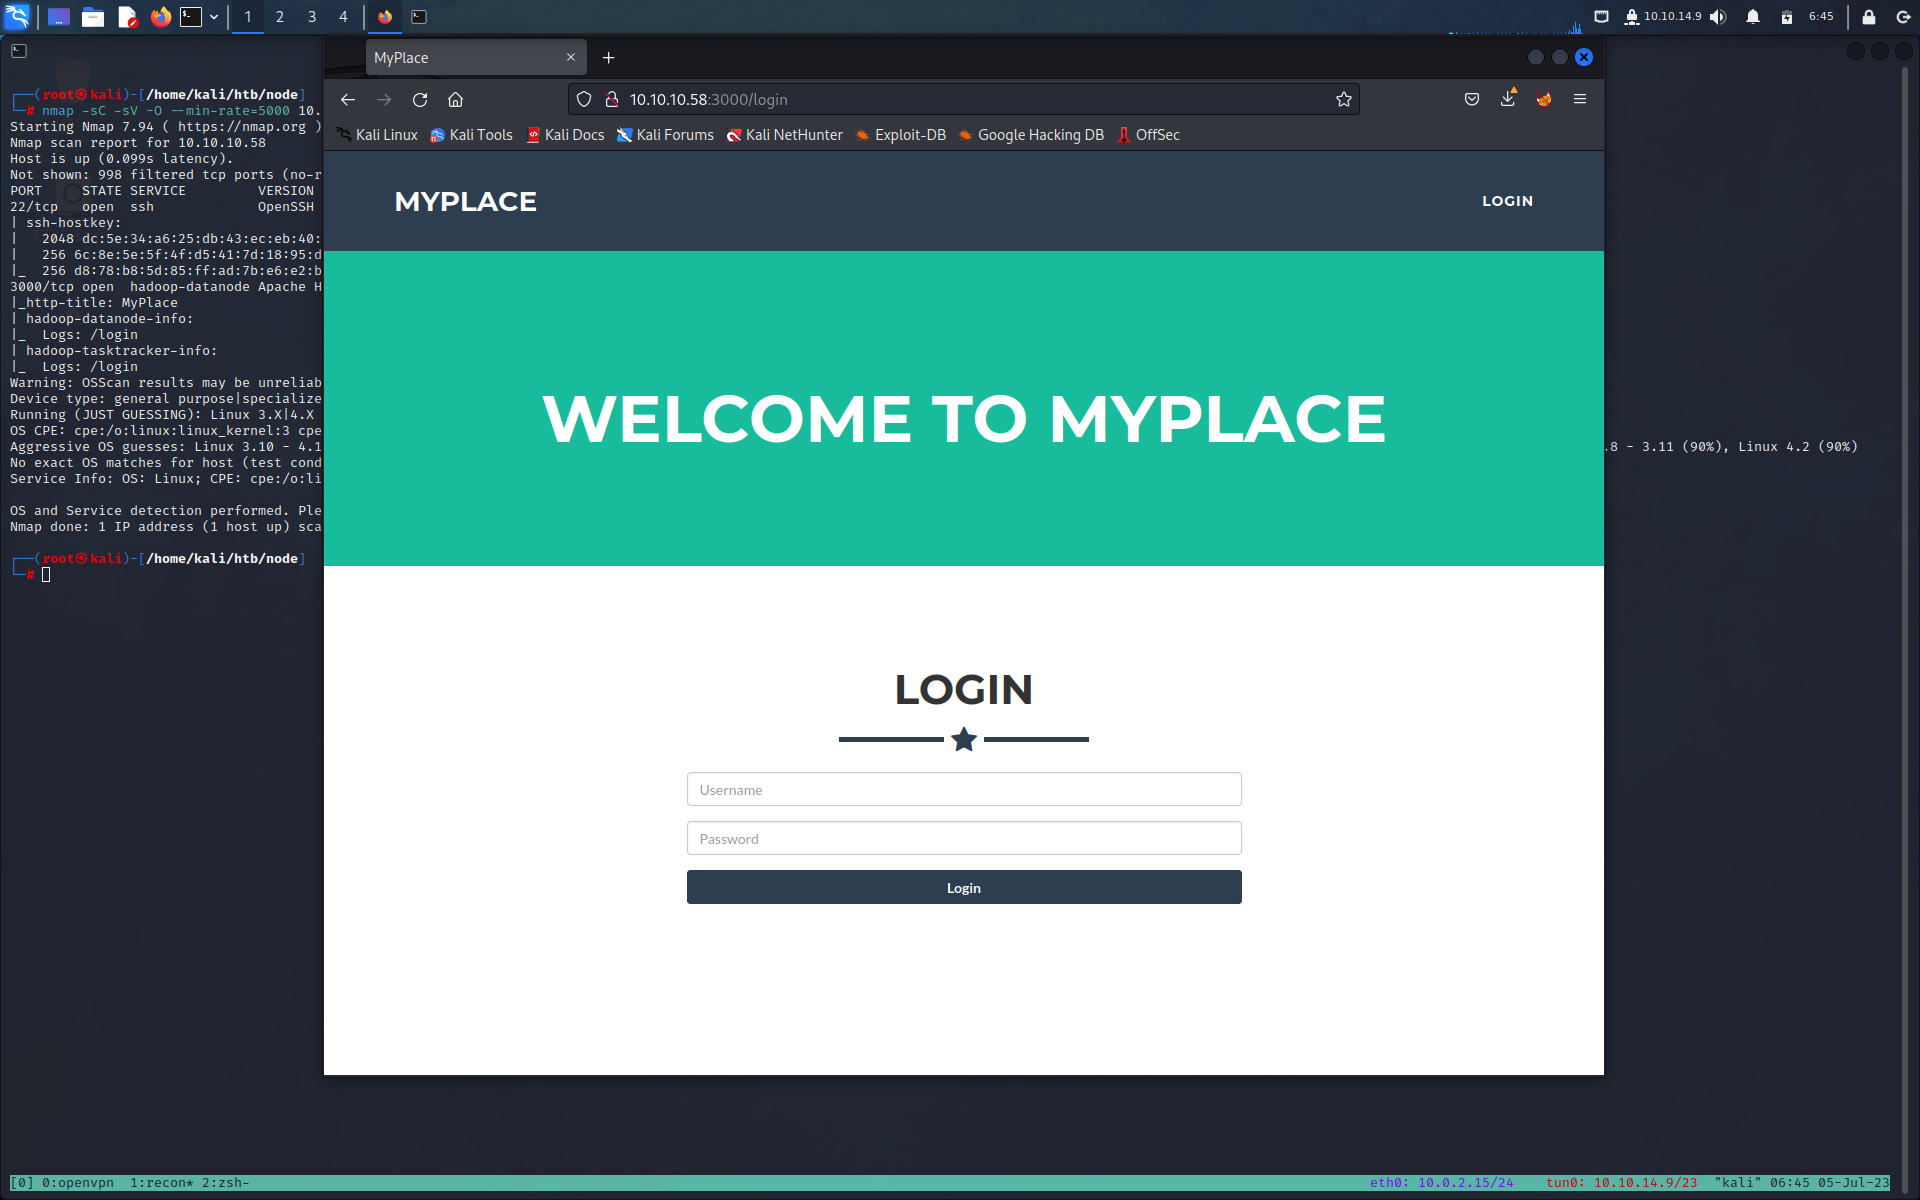 1 2 3 4
10.10.14.9
6:45
┌──(root㉿kali)-[/home/kali/htb/node]
└─# nmap -sC -sV -O --min-rate=5000 10.
Starting Nmap 7.94 ( https://nmap.org )
Nmap scan report for 10.10.10.58
Host is up (0.099s latency).
Not shown: 998 filtered tcp ports (no-r
PORT     STATE SERVICE         VERSION
22/tcp   open  ssh             OpenSSH
| ssh-hostkey:
|   2048 dc:5e:34:a6:25:db:43:ec:eb:40:
|   256 6c:8e:5e:5f:4f:d5:41:7d:18:95:d
|_  256 d8:78:b8:5d:85:ff:ad:7b:e6:e2:b
3000/tcp open  hadoop-datanode Apache H
|_http-title: MyPlace
| hadoop-datanode-info:
|_  Logs: /login
| hadoop-tasktracker-info:
|_  Logs: /login
Warning: OSScan results may be unreliab
Device type: general purpose|specialize
Running (JUST GUESSING): Linux 3.X|4.X
OS CPE: cpe:/o:linux:linux_kernel:3 cpe
Aggressive OS guesses: Linux 3.10 - 4.1
.8 - 3.11 (90%), Linux 4.2 (90%)
No exact OS matches for host (test cond
Service Info: OS: Linux; CPE: cpe:/o:li
OS and Service detection performed. Ple
Nmap done: 1 IP address (1 host up) sca
┌──(root㉿kali)-[/home/kali/htb/node]
└─#
MyPlace
10.10.10.58:3000/login
Kali Linux Kali Tools Kali Docs Kali Forums Kali NetHunter Exploit-DB Google Hacking DB OffSec
MYPLACE
LOGIN
WELCOME TO MYPLACE
LOGIN
Username
Password
Login
[0] 0:openvpn  1:recon* 2:zsh-
eth0: 10.0.2.15/24    tun0: 10.10.14.9/23  "kali" 06:45 05-Jul-23